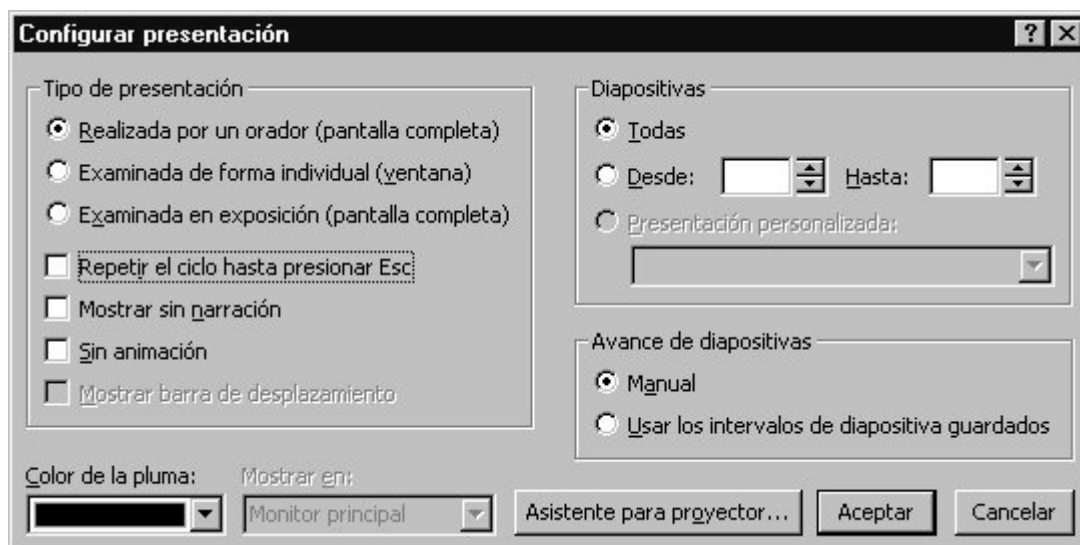 Configurar presentación
Tipo de presentación
Realizada por un orador (pantalla completa)
Examinada de forma individual (ventana)
Examinada en exposición (pantalla completa)
Repetir el ciclo hasta presionar Esc
Mostrar sin narración
Sin animación
Mostrar barra de desplazamiento
Diapositivas
Todas
Desde: Hasta:
Presentación personalizada:
Avance de diapositivas
Manual
Usar los intervalos de diapositiva guardados
Color de la pluma: Mostrar en:
Monitor principal Asistente para proyector... Aceptar Cancelar